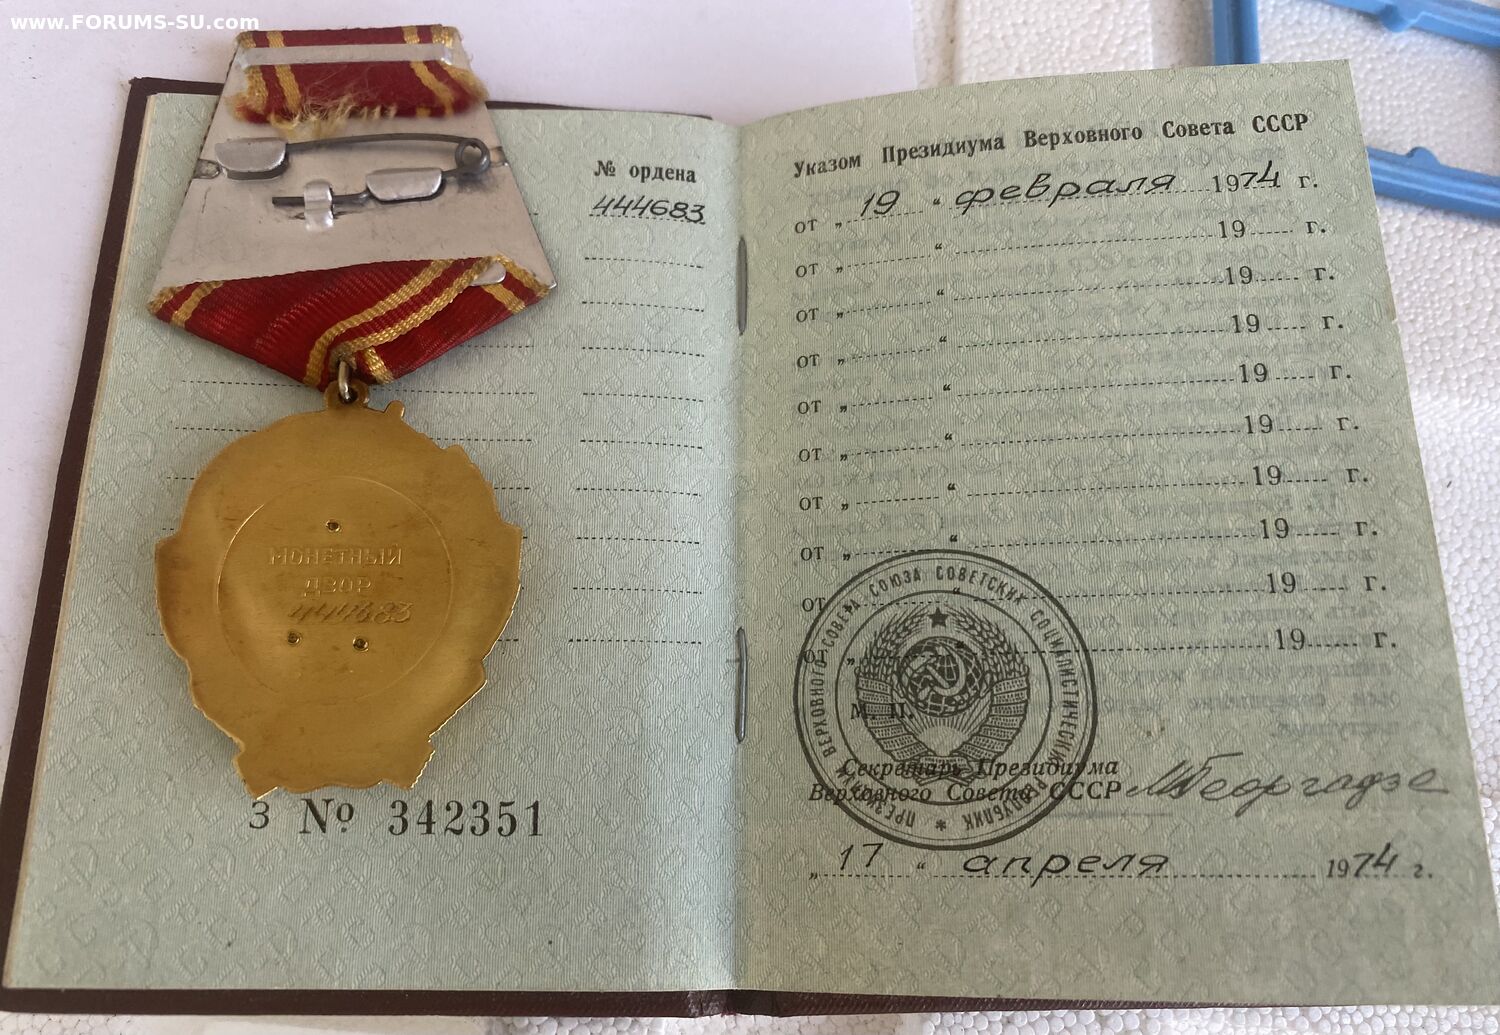 www.FORUMS-SU.com
№ ордена
444683
МОНЕТНЫЙ
ДВОР
444683
З № 342351
Указом Президиума Верховного Совета СССР
от „ 19 “ февраля 1974 г.
от „ “ 19 г.
от „ “ 19 г.
от „ “ 19 г.
от „ “ 19 г.
от „ “ 19 г.
от „ “ 19 г.
от „ “ 19 г.
от „ “ 19 г.
от „ “ 19 г.
ПРЕЗИДИУМ ВЕРХОВНОГО СОВЕТА СОЮЗА СОВЕТСКИХ СОЦИАЛИСТИЧЕСКИХ РЕСПУБЛИК
М. П.
Секретарь Президиума
Верховного Совета СССР МГеоргадзе
„ 17 “ апреля 1974 г.